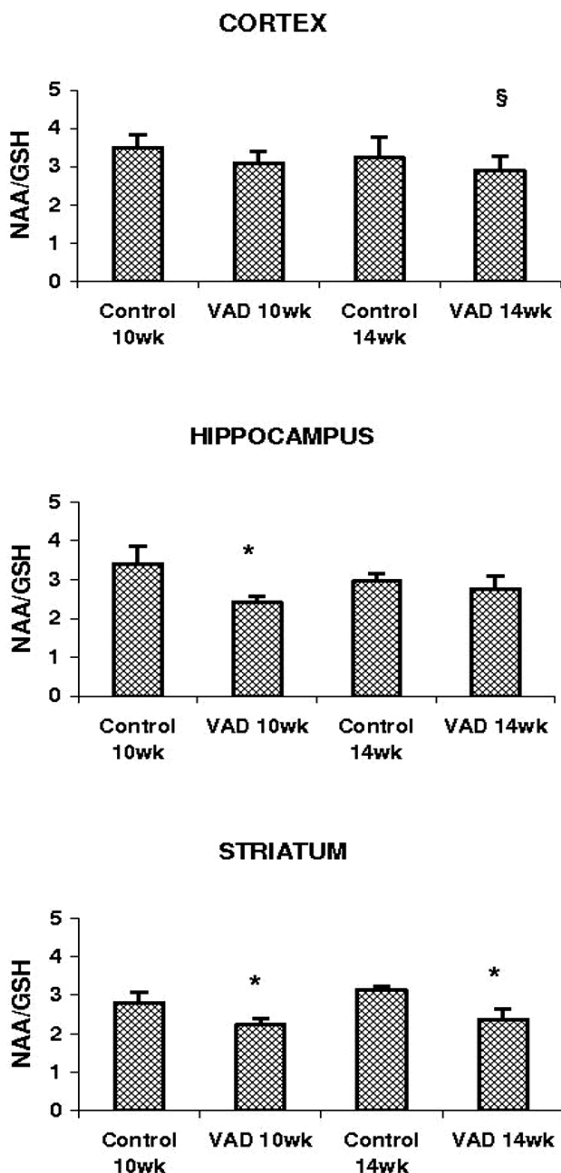 CORTEX
5
§
4
3
2
1
0
NAA/GSH
Control 10wk
VAD 10wk
Control 14wk
VAD 14wk
HIPPOCAMPUS
5
4
*
3
2
1
0
NAA/GSH
Control 10wk
VAD 10wk
Control 14wk
VAD 14wk
STRIATUM
5
4
*
*
3
2
1
0
NAA/GSH
Control 10wk
VAD 10wk
Control 14wk
VAD 14wk